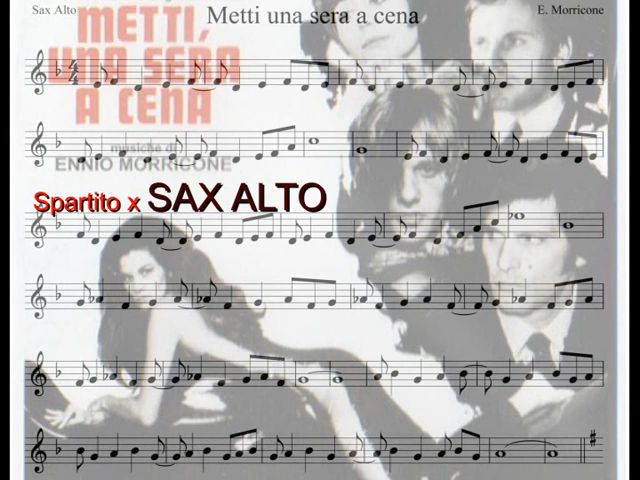 Sax Alto
Metti una sera a cena
E. Morricone
METTI,
UNA SERA
A CENA
musiche di
ENNIO MORRICONE
Spartito x SAX ALTO